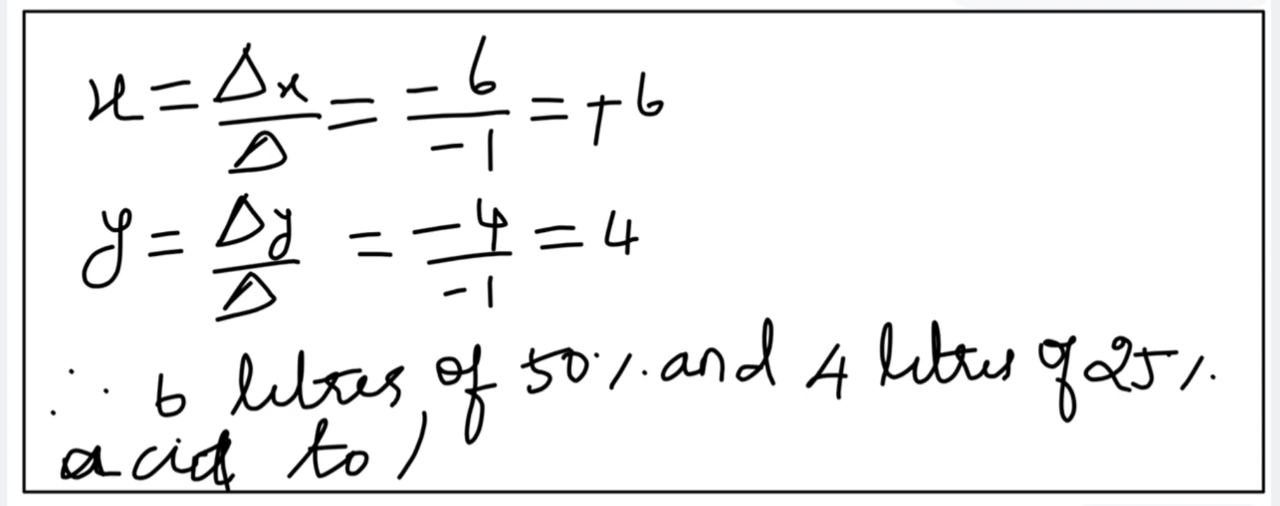 x = Δx/Δ = -6/-1 = +6
y = Δy/Δ = -4/-1 = 4
∴ 6 litres of 50% and 4 litres of 25%
acid to )